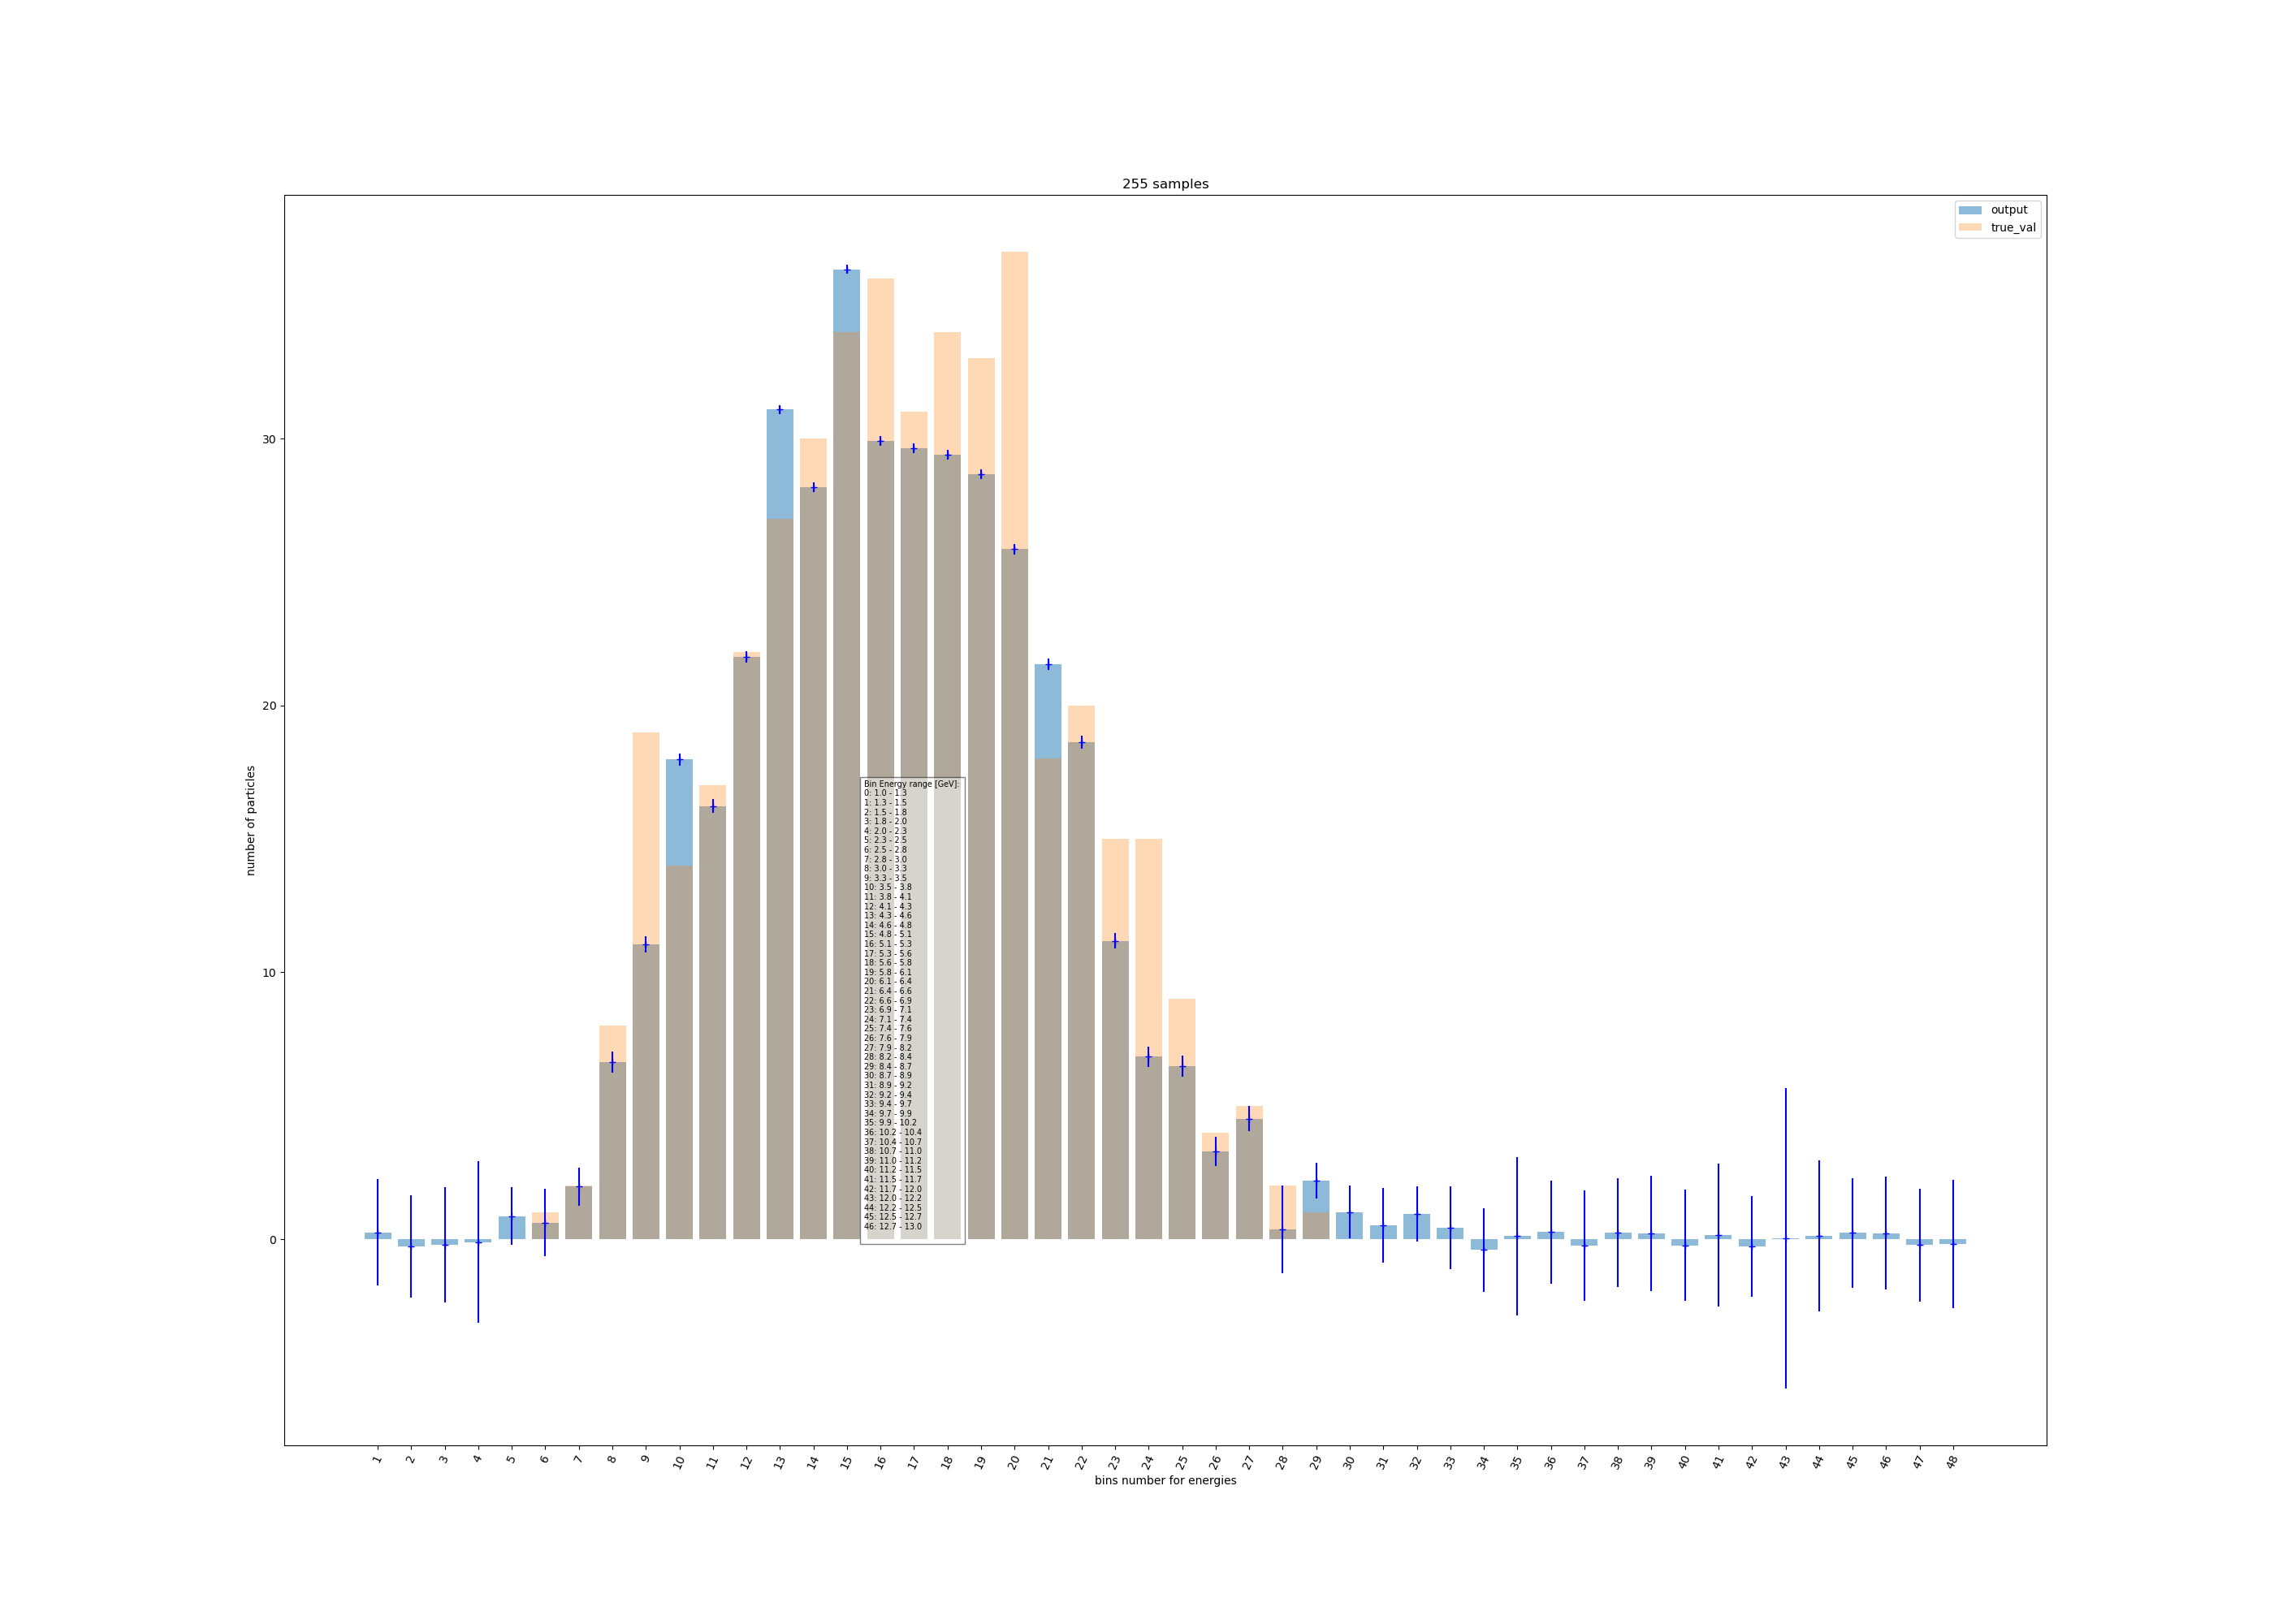 255 samples
output
true_val
30
20
10
0
number of particles
Bin Energy range [GeV]:
0: 1.0 - 1.3
1: 1.3 - 1.5
2: 1.5 - 1.8
3: 1.8 - 2.0
4: 2.0 - 2.3
5: 2.3 - 2.5
6: 2.5 - 2.8
7: 2.8 - 3.0
8: 3.0 - 3.3
9: 3.3 - 3.5
10: 3.5 - 3.8
11: 3.8 - 4.1
12: 4.1 - 4.3
13: 4.3 - 4.6
14: 4.6 - 4.8
15: 4.8 - 5.1
16: 5.1 - 5.3
17: 5.3 - 5.6
18: 5.6 - 5.8
19: 5.8 - 6.1
20: 6.1 - 6.4
21: 6.4 - 6.6
22: 6.6 - 6.9
23: 6.9 - 7.1
24: 7.1 - 7.4
25: 7.4 - 7.6
26: 7.6 - 7.9
27: 7.9 - 8.2
28: 8.2 - 8.4
29: 8.4 - 8.7
30: 8.7 - 8.9
31: 8.9 - 9.2
32: 9.2 - 9.4
33: 9.4 - 9.7
34: 9.7 - 9.9
35: 9.9 - 10.2
36: 10.2 - 10.4
37: 10.4 - 10.7
38: 10.7 - 11.0
39: 11.0 - 11.2
40: 11.2 - 11.5
41: 11.5 - 11.7
42: 11.7 - 12.0
43: 12.0 - 12.2
44: 12.2 - 12.5
45: 12.5 - 12.7
46: 12.7 - 13.0
1 2 3 4 5 6 7 8 9 10 11 12 13 14 15 16 17 18 19 20 21 22 23 24 25 26 27 28 29 30 31 32 33 34 35 36 37 38 39 40 41 42 43 44 45 46 47 48
bins number for energies